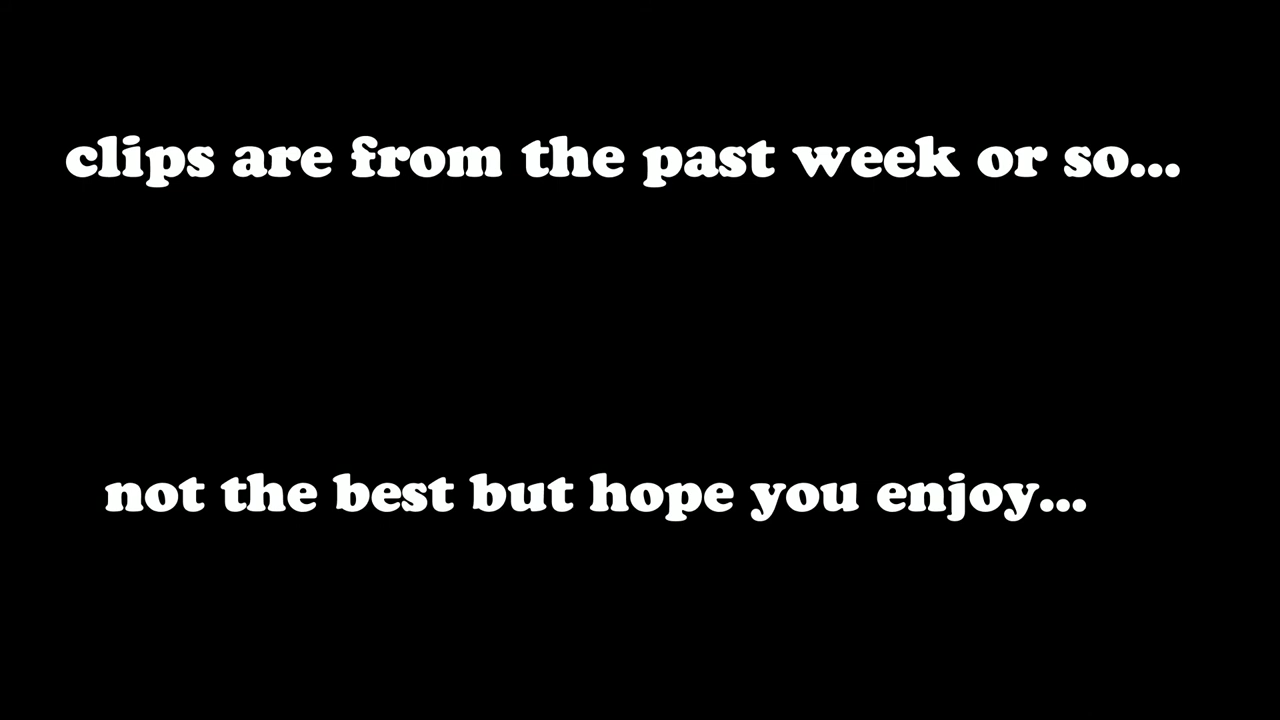 clips are from the past week or so...
not the best but hope you enjoy...